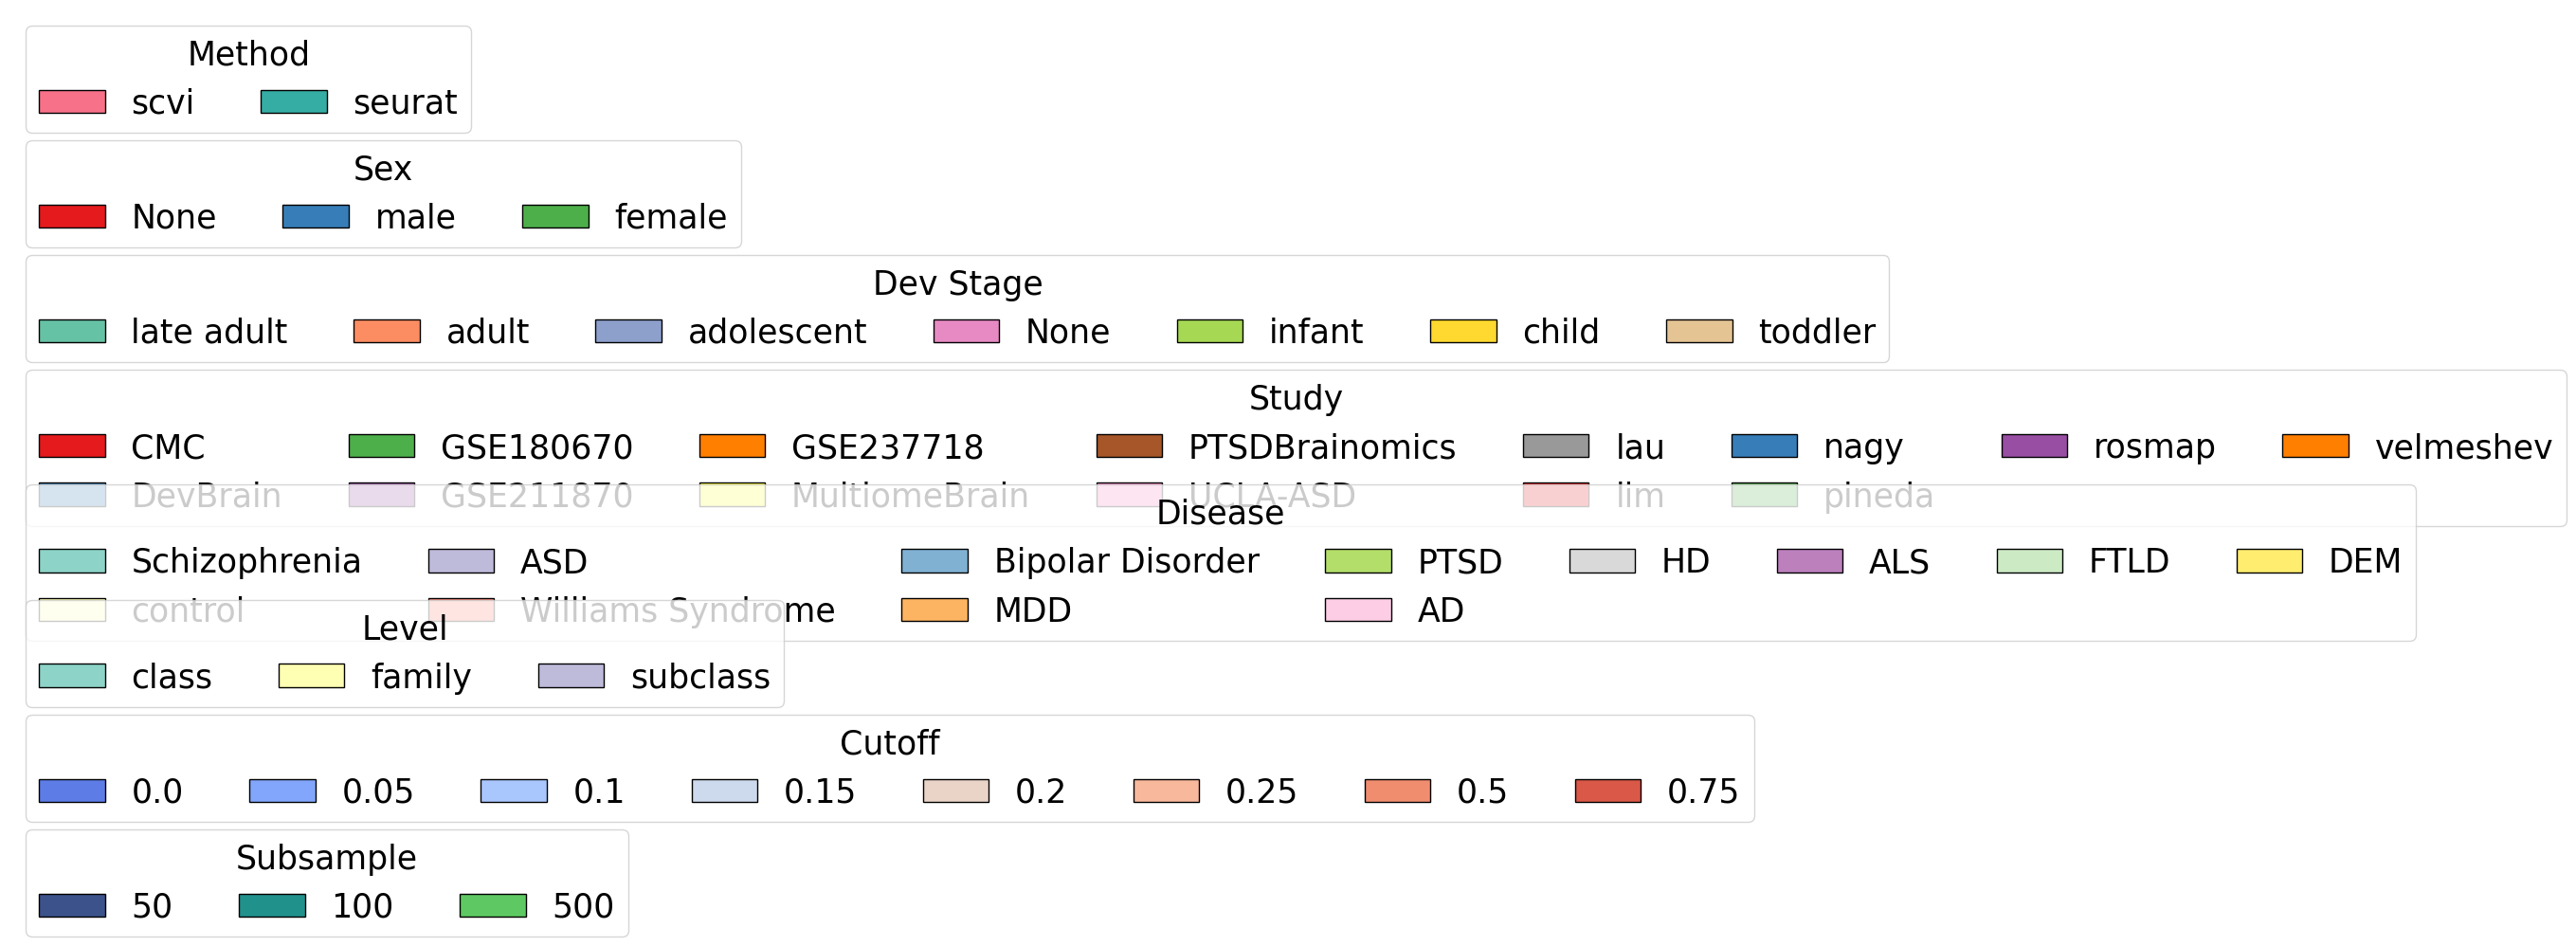 Method
scvi seurat
Sex
None male female
Dev Stage
late adult adult adolescent None infant child toddler
Study
CMC GSE180670 GSE237718 PTSDBrainomics lau nagy rosmap velmeshev
DevBrain GSE211870 MultiomeBrain UCLA-ASD lim pineda
Disease
Schizophrenia ASD Bipolar Disorder PTSD HD ALS FTLD DEM
control Williams Syndrome MDD AD
Level
class family subclass
Cutoff
0.0 0.05 0.1 0.15 0.2 0.25 0.5 0.75
Subsample
50 100 500